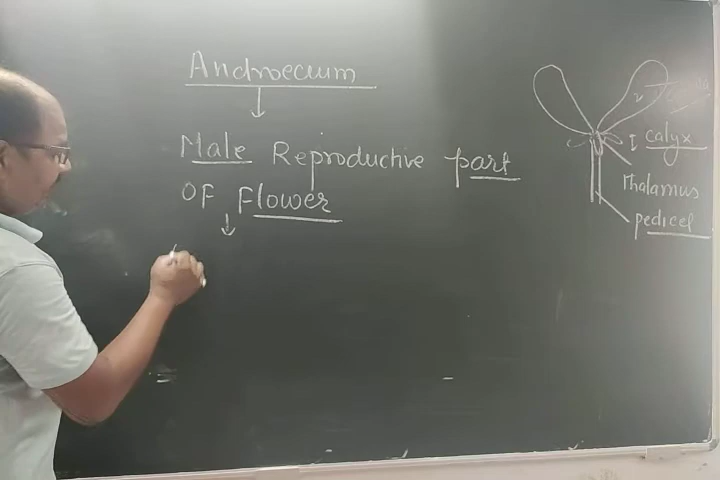 Androecium
Male Reproductive part
OF Flower
calyx
Thalamus
pedicel